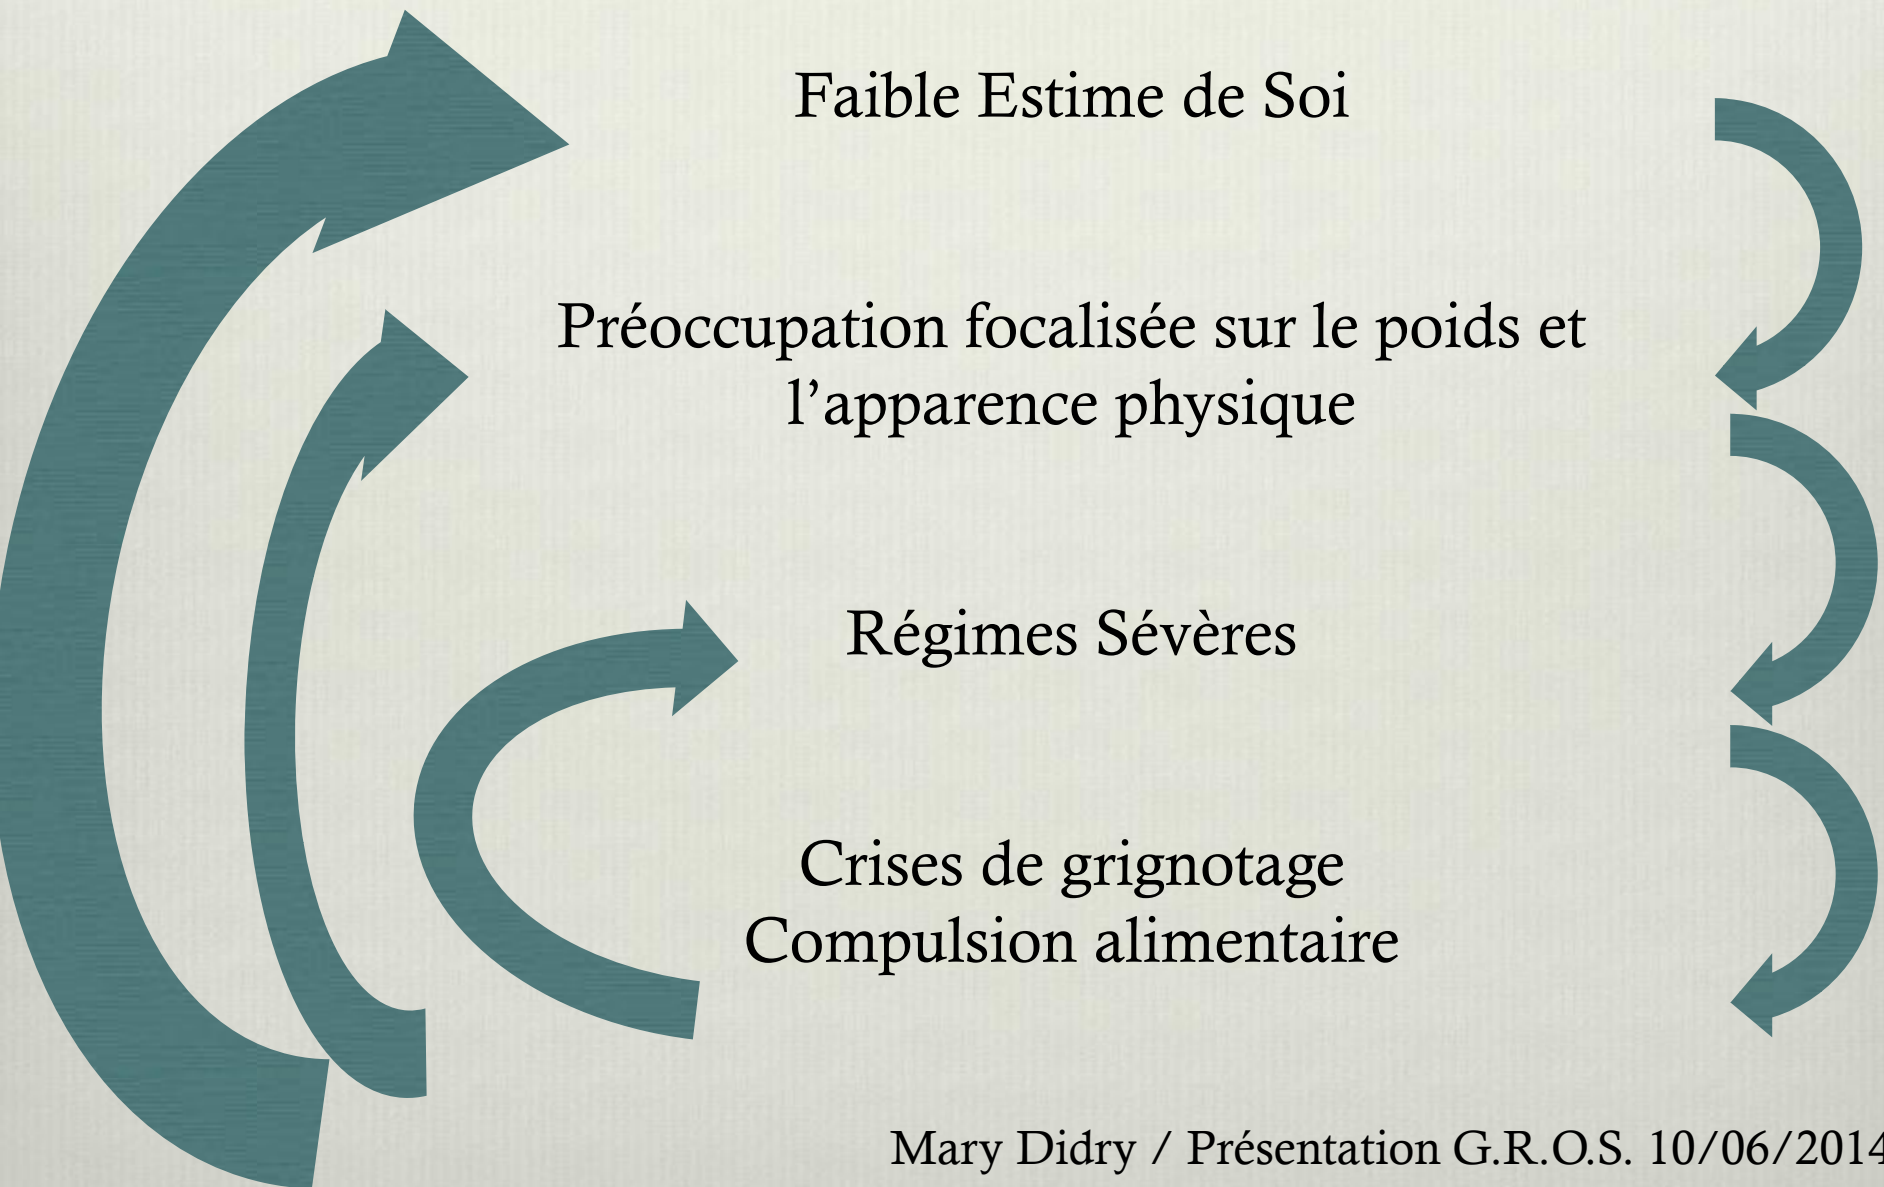 Faible Estime de Soi
Préoccupation focalisée sur le poids et
l’apparence physique
Régimes Sévères
Crises de grignotage
Compulsion alimentaire
Mary Didry / Présentation G.R.O.S. 10/06/2014